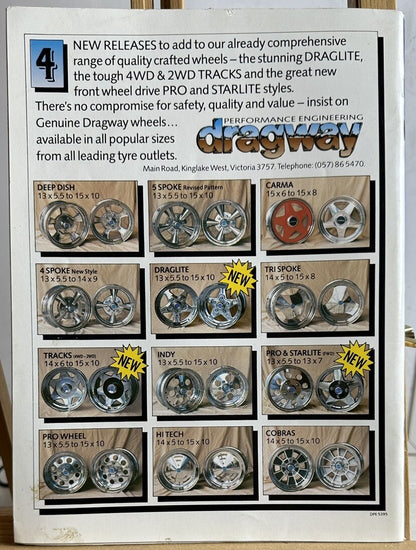 4 NEW RELEASES to add to our already comprehensive
range of quality crafted wheels – the stunning DRAGLITE,
the tough 4WD & 2WD TRACKS and the great new
front wheel drive PRO and STARLITE styles.
There's no compromise for safety, quality and value – insist on
Genuine Dragway wheels...
available in all popular sizes
from all leading tyre outlets.
PERFORMANCE ENGINEERING
dragway
Main Road, Kinglake West, Victoria 3757. Telephone: (057) 86 5470.
DEEP DISH
13 x 5.5 to 15 x 10
5 SPOKE Revised Pattern
13 x 5.5 to 15 x 10
CARMA
15 x 6 to 15 x 8
4 SPOKE New Style
13 x 5.5 to 14 x 9
DRAGLITE
13 x 5.5 to 15 x 10
NEW
TRI SPOKE
14 x 5 to 15 x 8
TRACKS (4WD - 2WD)
14 x 6 to 15 x 10
NEW
INDY
13 x 5.5 to 15 x 10
PRO & STARLITE (FWD)
13 x 5.5 to 13 x 7
NEW
PRO WHEEL
13 x 5.5 to 15 x 10
HI TECH
14 x 5 to 15 x 10
COBRAS
14 x 5 to 15 x 10
DPE 5395